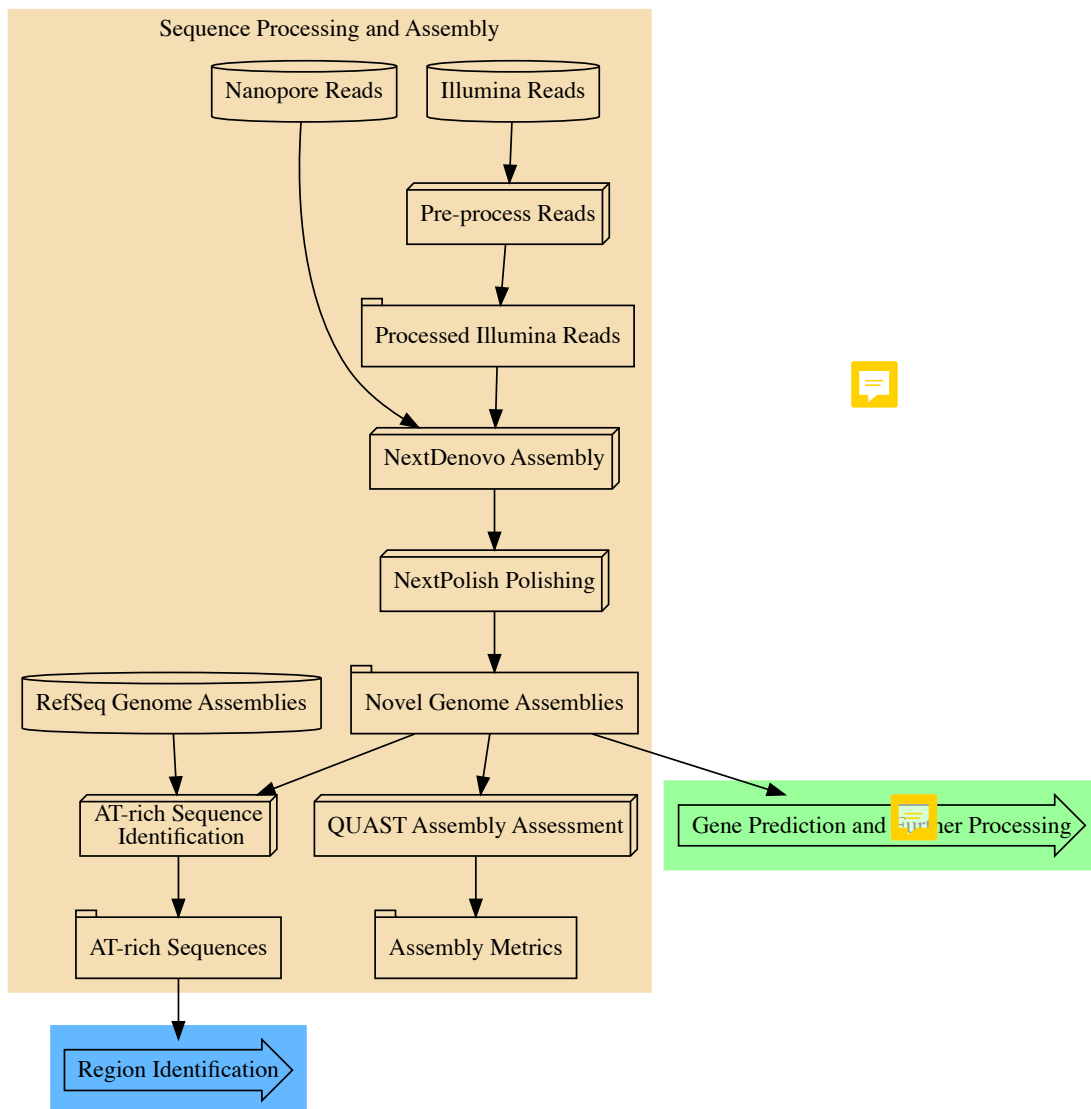 Sequence Processing and Assembly
Nanopore Reads
Illumina Reads
Pre-process Reads
Processed Illumina Reads
NextDenovo Assembly
NextPolish Polishing
RefSeq Genome Assemblies
Novel Genome Assemblies
AT-rich Sequence
Identification
QUAST Assembly Assessment
Gene Prediction and Further Processing
AT-rich Sequences
Assembly Metrics
Region Identification